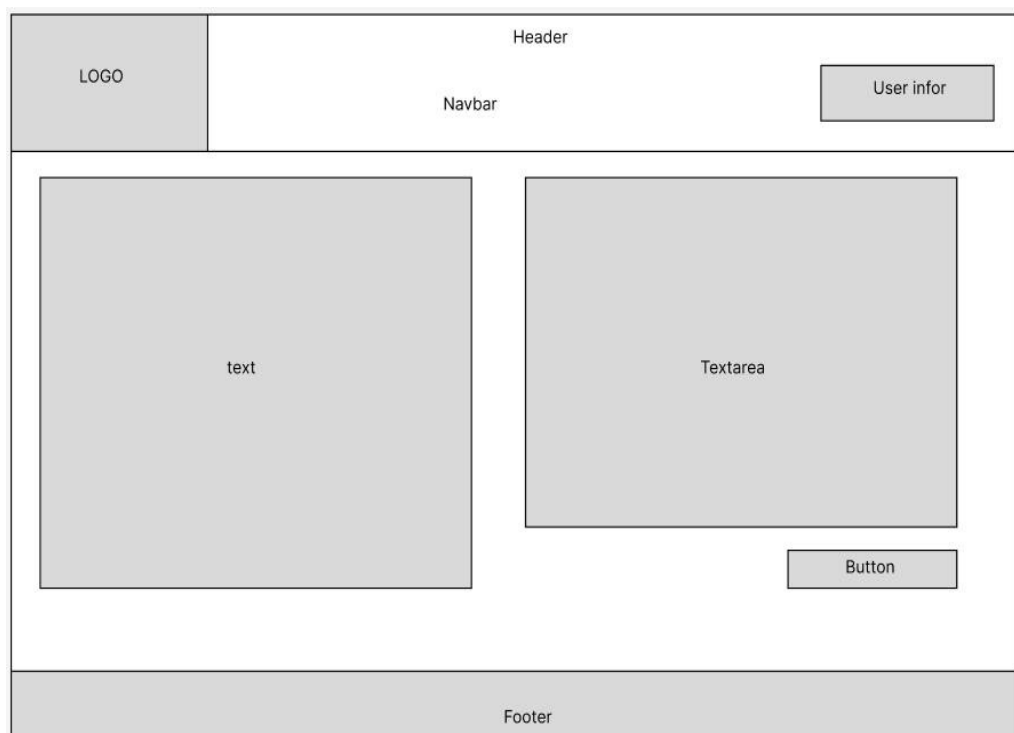 Header
LOGO
User infor
Navbar
text
Textarea
Button
Footer